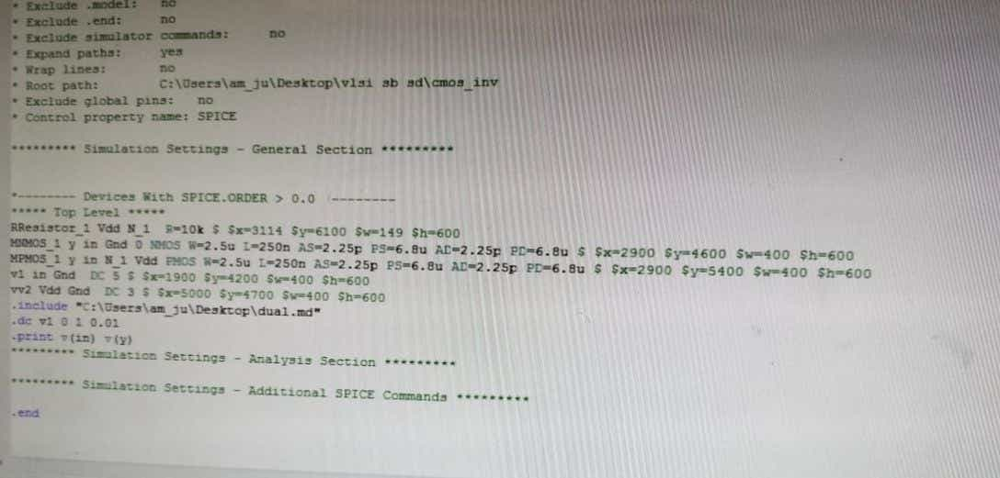 * Exclude .model: no
* Exclude .end: no
* Exclude simulator commands: no
* Expand paths: yes
* Wrap lines: no
* Root path: C:\Users\am_ju\Desktop\vlsi sb sd\cmos_inv
* Exclude global pins: no
* Control property name: SPICE
********* Simulation Settings - General Section *********
*-------- Devices With SPICE.ORDER > 0.0 --------
***** Top Level *****
RResistor_1 Vdd N_1 R=10k $ $x=3114 $y=6100 $w=149 $h=600
MNMOS_1 y in Gnd 0 NMOS W=2.5u L=250n AS=2.25p PS=6.8u AD=2.25p PD=6.8u $ $x=2900 $y=4600 $w=400 $h=600
MPMOS_1 y in N_1 Vdd PMOS W=2.5u L=250n AS=2.25p PS=6.8u AD=2.25p PD=6.8u $ $x=2900 $y=5400 $w=400 $h=600
v1 in Gnd DC 5 $ $x=1900 $y=4200 $w=400 $h=600
vv2 Vdd Gnd DC 3 $ $x=5000 $y=4700 $w=400 $h=600
.include "C:\Users\am_ju\Desktop\dual.md"
.dc v1 0 1 0.01
.print v(in) v(y)
********* Simulation Settings - Analysis Section *********
********* Simulation Settings - Additional SPICE Commands *********
.end